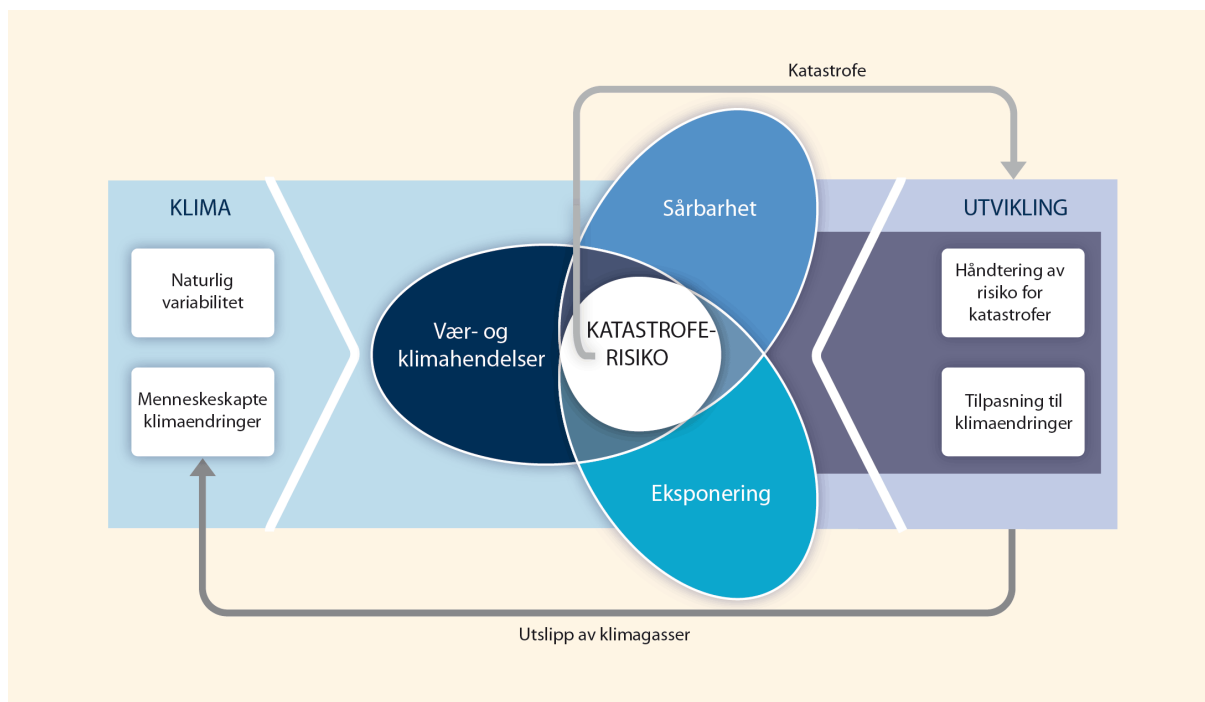 Katastrofe
KLIMA
Naturlig
variabilitet
Menneskeskapte
klimaendringer
Vær- og
klimahendelser
Sårbarhet
KATASTROFE-
RISIKO
Eksponering
UTVIKLING
Håndtering av
risiko for
katastrofer
Tilpasning til
klimaendringer
Utslipp av klimagasser